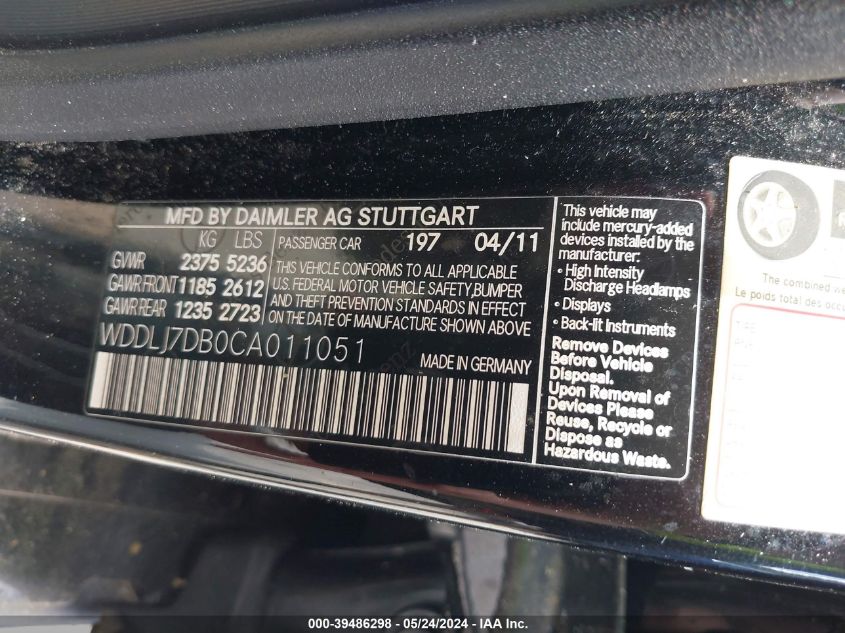 MFD BY DAIMLER AG STUTTGART
KG LBS
PASSENGER CAR 197 04/11
GVWR 2375 5236
GAWR FRONT 1185 2612
GAWR REAR 1235 2723
THIS VEHICLE CONFORMS TO ALL APPLICABLE
U.S. FEDERAL MOTOR VEHICLE SAFETY,BUMPER
AND THEFT PREVENTION STANDARDS IN EFFECT
ON THE DATE OF MANUFACTURE SHOWN ABOVE
WDDLJ7DB0CA011051
MADE IN GERMANY
This vehicle may
include mercury-added
devices installed by the
manufacturer:
• High Intensity
Discharge Headlamps
• Displays
• Back-lit Instruments
Remove Devices
Before Vehicle
Disposal.
Upon Removal of
Devices Please
Reuse, Recycle or
Dispose as
Hazardous Waste.
The combined
Le poids total des
TIRE
000-39486298 - 05/24/2024 - IAA Inc.